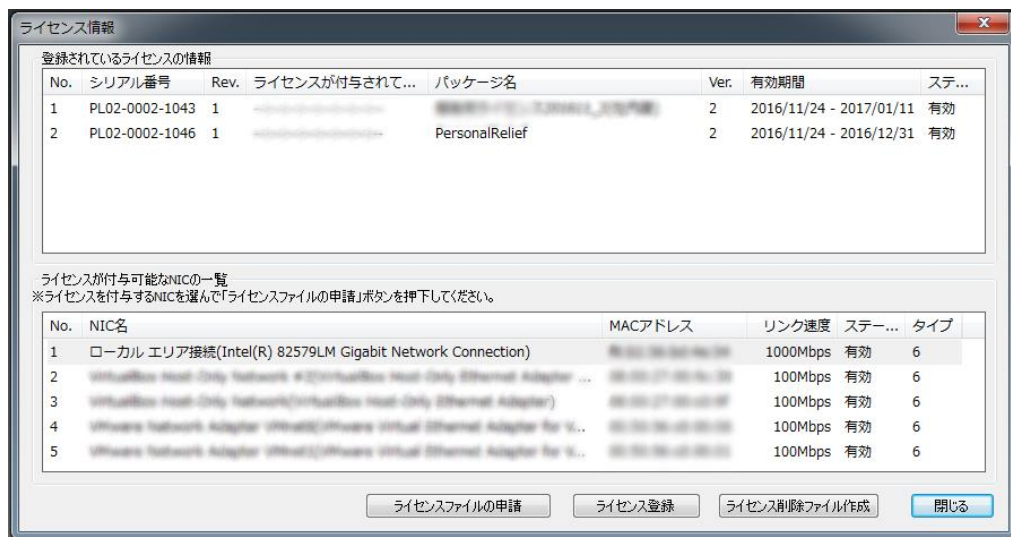 ライセンス情報
登録されているライセンスの情報
No. シリアル番号 Rev. ライセンスが付与されて... パッケージ名 Ver. 有効期間 ステ...
1 PL02-0002-1043 1 2 2016/11/24 - 2017/01/11 有効
2 PL02-0002-1046 1 PersonalRelief 2 2016/11/24 - 2016/12/31 有効
ライセンスが付与可能なNICの一覧
※ライセンスを付与するNICを選んで「ライセンスファイルの申請」ボタンを押下してください。
No. NIC名 MACアドレス リンク速度 ステー... タイプ
1 ローカル エリア接続(Intel(R) 82579LM Gigabit Network Connection) 1000Mbps 有効 6
2 100Mbps 有効 6
3 100Mbps 有効 6
4 100Mbps 有効 6
5 100Mbps 有効 6
ライセンスファイルの申請 ライセンス登録 ライセンス削除ファイル作成 閉じる